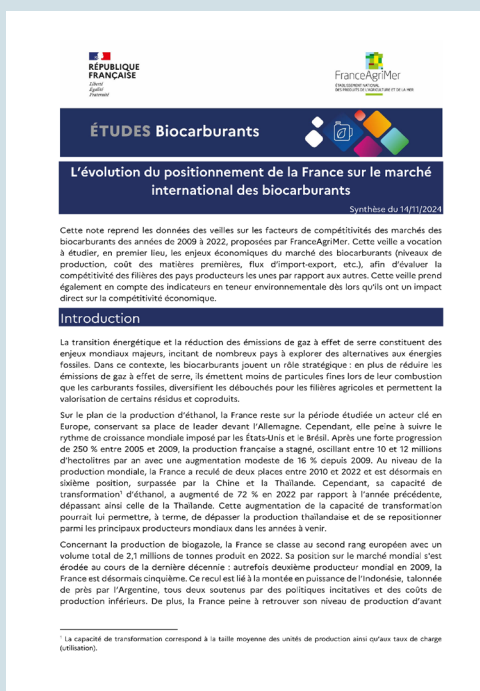 RÉPUBLIQUE
FRANÇAISE
Liberté
Égalité
Fraternité
FranceAgriMer
ÉTABLISSEMENT NATIONAL
DES PRODUITS DE L'AGRICULTURE ET DE LA MER
ÉTUDES Biocarburants
L'évolution du positionnement de la France sur le marché
international des biocarburants
Synthèse du 14/11/2024
Cette note reprend les données des veilles sur les facteurs de compétitivités des marchés des
biocarburants des années de 2009 à 2022, proposées par FranceAgriMer. Cette veille a vocation
à étudier, en premier lieu, les enjeux économiques du marché des biocarburants (niveaux de
production, coût des matières premières, flux d'import-export, etc.), afin d'évaluer la
compétitivité des filières des pays producteurs les unes par rapport aux autres. Cette veille prend
également en compte des indicateurs en teneur environnementale dès lors qu'ils ont un impact
direct sur la compétitivité économique.
Introduction
La transition énergétique et la réduction des émissions de gaz à effet de serre constituent des
enjeux mondiaux majeurs, incitant de nombreux pays à explorer des alternatives aux énergies
fossiles. Dans ce contexte, les biocarburants jouent un rôle stratégique : en plus de réduire les
émissions de gaz à effet de serre, ils émettent moins de particules fines lors de leur combustion
que les carburants fossiles, diversifient les débouchés pour les filières agricoles et permettent la
valorisation de certains résidus et coproduits.
Sur le plan de la production d'éthanol, la France reste sur la période étudiée un acteur clé en
Europe, conservant sa place de leader devant l'Allemagne. Cependant, elle peine à suivre le
rythme de croissance mondiale imposé par les États-Unis et le Brésil. Après une forte progression
de 250 % entre 2005 et 2009, la production française a stagné, oscillant entre 10 et 12 millions
d'hectolitres par an avec une augmentation modeste de 16 % depuis 2009. Au niveau de la
production mondiale, la France a reculé de deux places entre 2010 et 2022 et est désormais en
sixième position, surpassée par la Chine et la Thaïlande. Cependant, sa capacité de
transformation¹ d'éthanol, a augmenté de 72 % en 2022 par rapport à l'année précédente,
dépassant ainsi celle de la Thaïlande. Cette augmentation de la capacité de transformation
pourrait lui permettre, à terme, de dépasser la production thaïlandaise et de se repositionner
parmi les principaux producteurs mondiaux dans les années à venir.
Concernant la production de biogazole, la France se classe au second rang européen avec un
volume total de 2,1 millions de tonnes produit en 2022. Sa position sur le marché mondial s'est
érodée au cours de la dernière décennie : autrefois deuxième producteur mondial en 2009, la
France est désormais cinquième. Ce recul est lié à la montée en puissance de l'Indonésie, talonnée
de près par l'Argentine, tous deux soutenus par des politiques incitatives et des coûts de
production inférieurs. De plus, la France peine à retrouver son niveau de production d'avant
¹ La capacité de transformation correspond à la taille moyenne des unités de production ainsi qu'aux taux de charge
(utilisation).